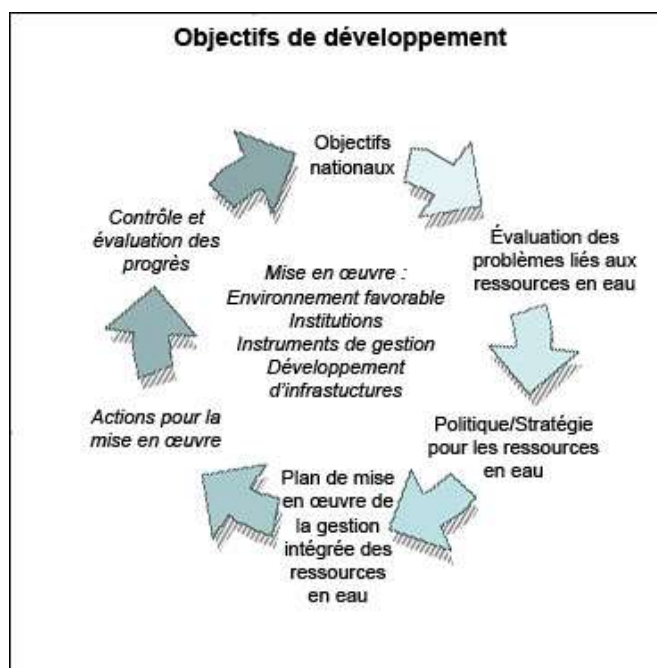 Objectifs de développement
Objectifs
nationaux
Évaluation des
problèmes liés aux
ressources en eau
Politique/Stratégie
pour les ressources
en eau
Plan de mise
en œuvre de
la gestion
intégrée des
ressources
en eau
Actions pour la
mise en œuvre
Contrôle et
évaluation des
progrès
Mise en œuvre :
Environnement favorable
Institutions
Instruments de gestion
Développement
d'infrastuctures